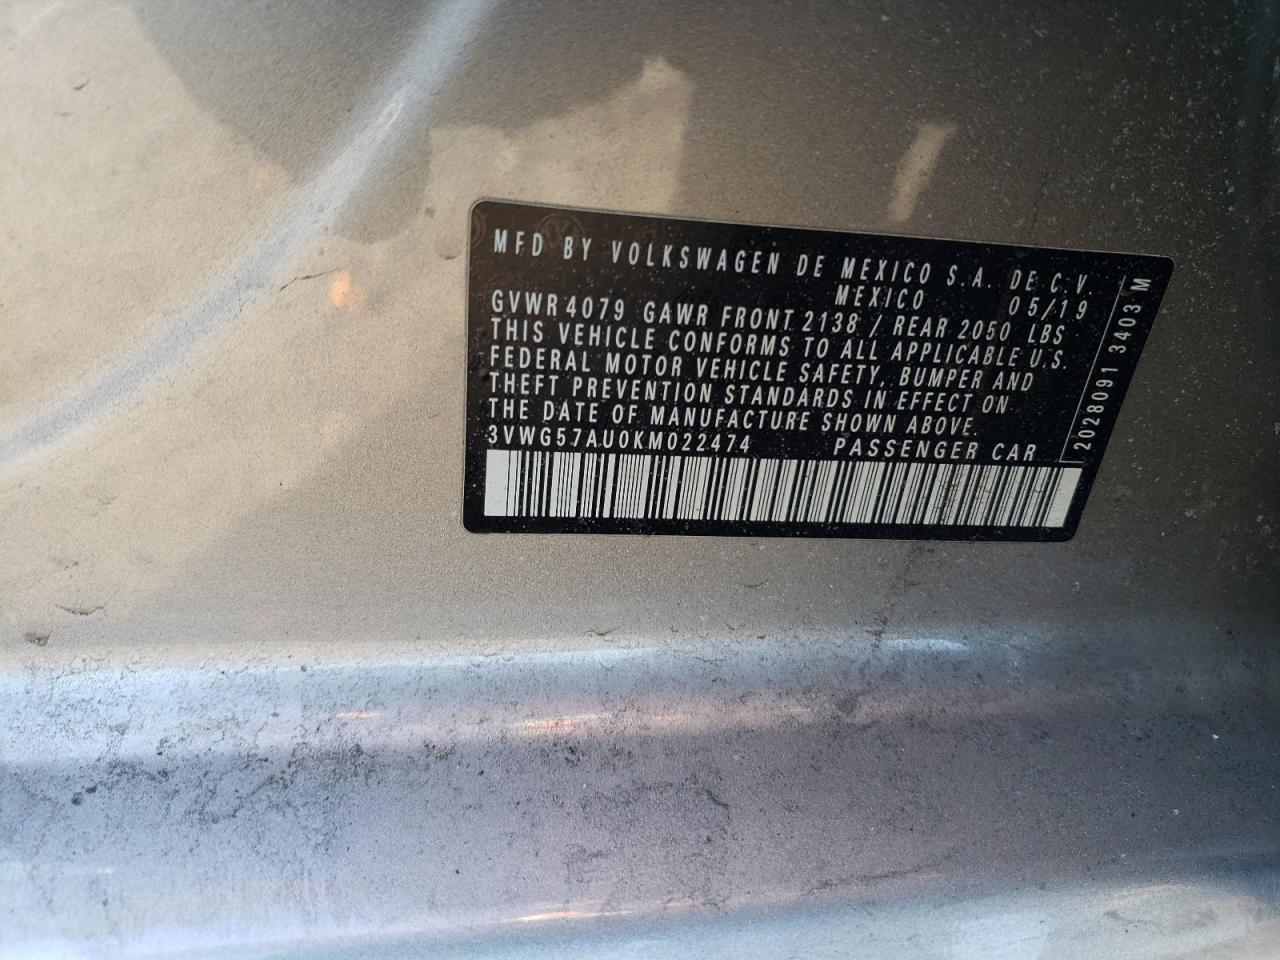 MFD BY VOLKSWAGEN DE MEXICO S.A. DE C.V.
MEXICO 05/19
GVWR 4079 GAWR FRONT 2138 / REAR 2050 LBS
THIS VEHICLE CONFORMS TO ALL APPLICABLE U.S.
FEDERAL MOTOR VEHICLE SAFETY, BUMPER AND
THEFT PREVENTION STANDARDS IN EFFECT ON
THE DATE OF MANUFACTURE SHOWN ABOVE.
3VWG57AU0KM022474 PASSENGER CAR
2028091 3403 M